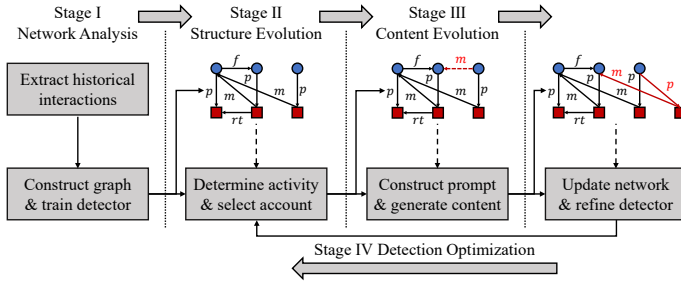 Stage I
Network Analysis
Stage II
Structure Evolution
Stage III
Content Evolution
Extract historical
interactions
Construct graph
& train detector
f
p
m
p
m
p
rt
Determine activity
& select account
f
m
p
m
p
m
p
rt
Construct prompt
& generate content
f
m
p
p
m
p
m
p
rt
Update network
& refine detector
Stage IV Detection Optimization